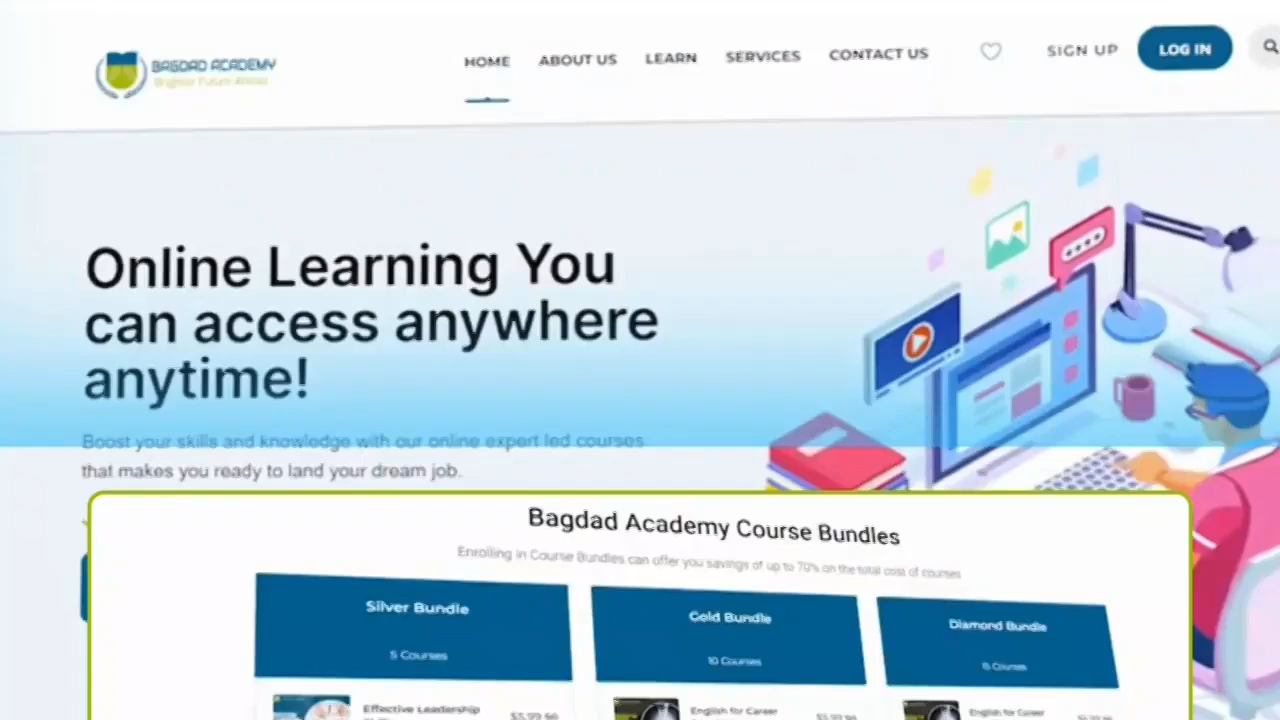 BAGDAD ACADEMY
Brighter Future Ahead
HOME
ABOUT US
LEARN
SERVICES
CONTACT US
SIGN UP
LOG IN
Online Learning You
can access anywhere
anytime!
Boost your skills and knowledge with our online expert led courses
that makes you ready to land your dream job.
Bagdad Academy Course Bundles
Enrolling in Course Bundles can offer you savings of up to 70% on the total cost of courses
Silver Bundle
Gold Bundle
Diamond Bundle
5 Courses
10 Courses
Courses
Effective Leadership
English for Career
English for Career